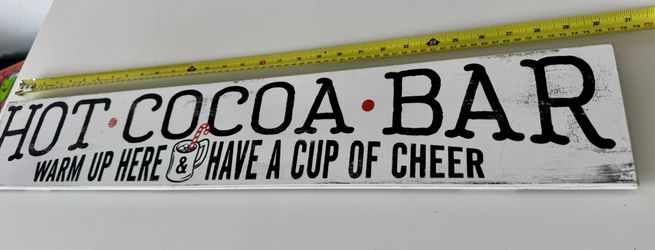 HOT • COCOA • BAR
WARM UP HERE & HAVE A CUP OF CHEER